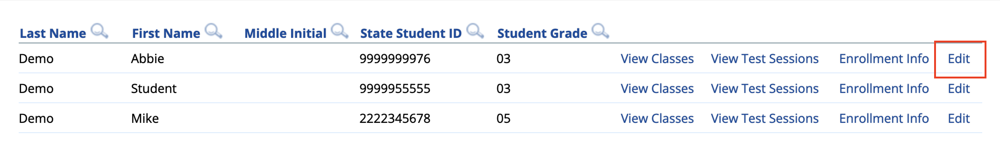 Last Name First Name Middle Initial State Student ID Student Grade
Demo Abbie 9999999976 03 View Classes View Test Sessions Enrollment Info Edit
Demo Student 9999955555 03 View Classes View Test Sessions Enrollment Info Edit
Demo Mike 2222345678 05 View Classes View Test Sessions Enrollment Info Edit